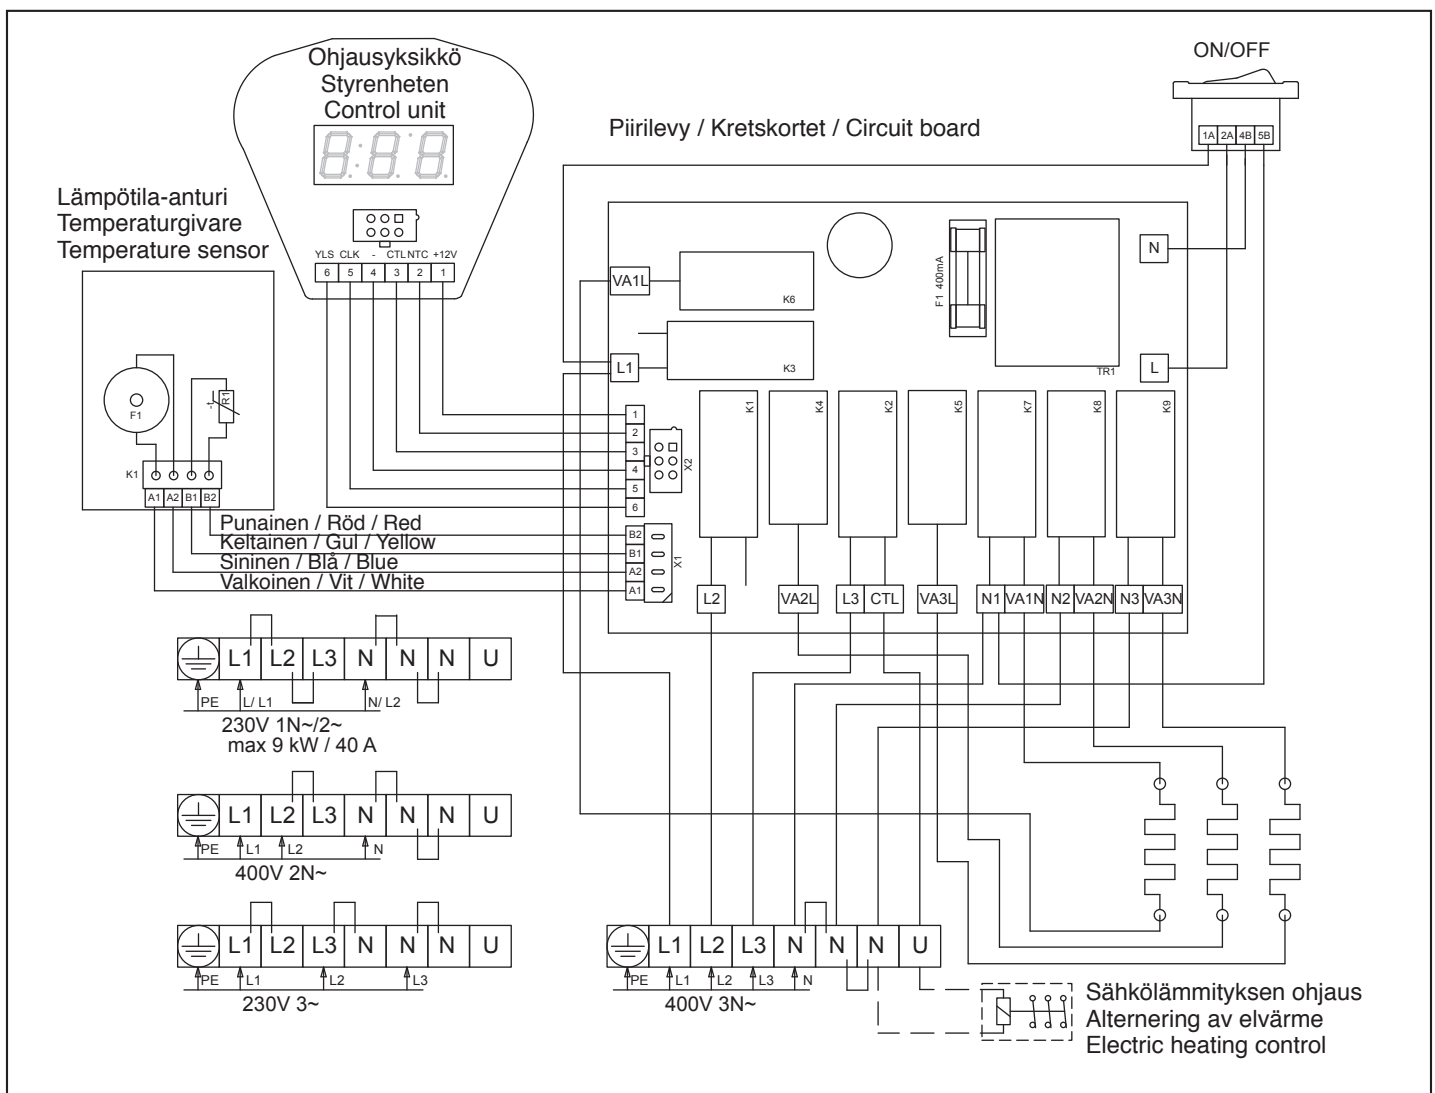 Ohjausyksikkö
Styrenheten
Control unit
ON/OFF
1A 2A 4B 5B
Piirilevy / Kretskortet / Circuit board
Lämpötila-anturi
Temperaturgivare
Temperature sensor
YLS CLK - CTL NTC +12V
6 5 4 3 2 1
N
VA1L
K6
F1 400mA
L1
K3
TR1
L
K1
K4
K2
K5
K7
K8
K9
F1
-t
R1
K1
A1 A2 B1 B2
1
2
3
4
5
6
X2
Punainen / Röd / Red
Keltainen / Gul / Yellow
Sininen / Blå / Blue
Valkoinen / Vit / White
B2
B1
A2
A1
X1
L2 VA2L L3 CTL VA3L N1 VA1N N2 VA2N N3 VA3N
L1 L2 L3 N N N U
PE L/ L1 N/ L2
230V 1N~/2~
max 9 kW / 40 A
L1 L2 L3 N N N U
PE L1 L2 N
400V 2N~
L1 L2 L3 N N N U
PE L1 L2 L3
230V 3~
L1 L2 L3 N N N U
PE L1 L2 L3 N
400V 3N~
Sähkölämmityksen ohjaus
Alternering av elvärme
Electric heating control